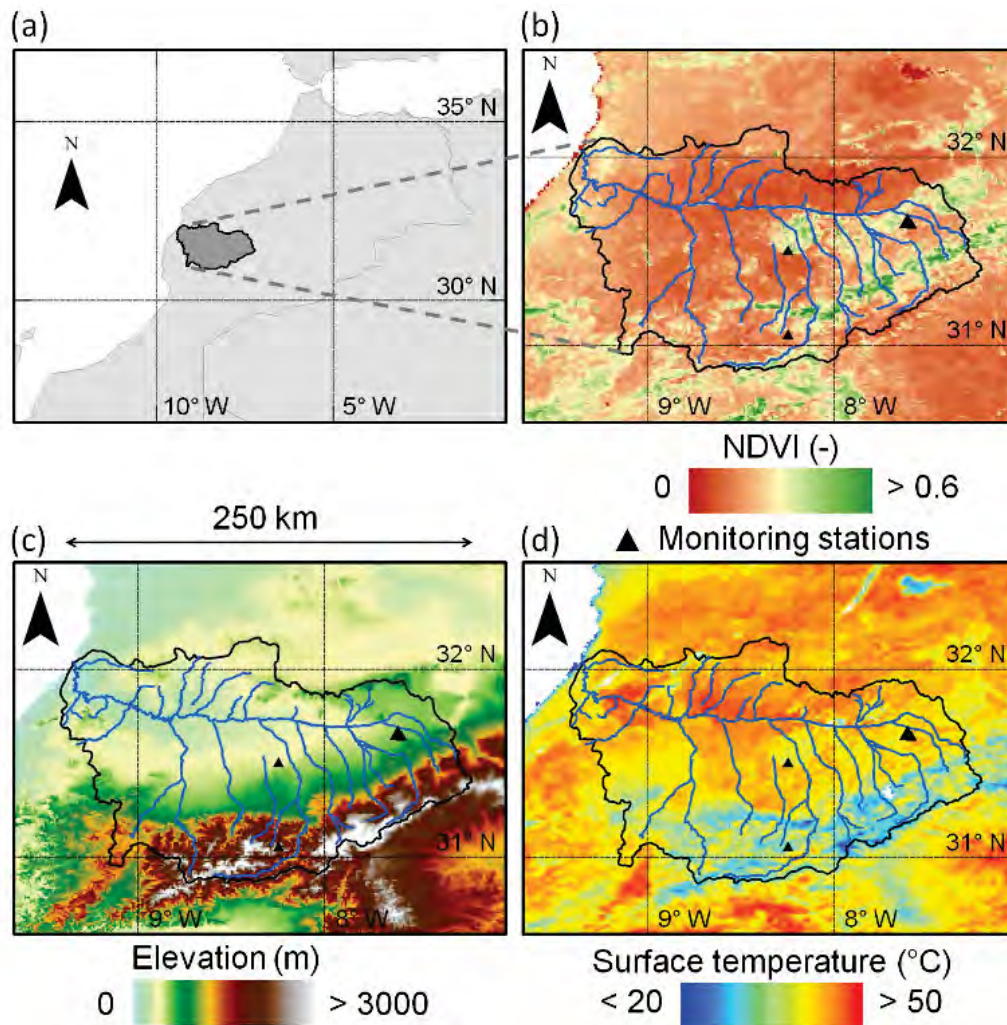 (a)
N
35° N
30° N
10° W
5° W
(b)
N
32° N
31° N
9° W
8° W
NDVI (-)
0
> 0.6
250 km
▲ Monitoring stations
(c)
N
32° N
31° N
9° W
8° W
Elevation (m)
0
> 3000
(d)
N
32° N
31° N
9° W
8° W
Surface temperature (°C)
< 20
> 50